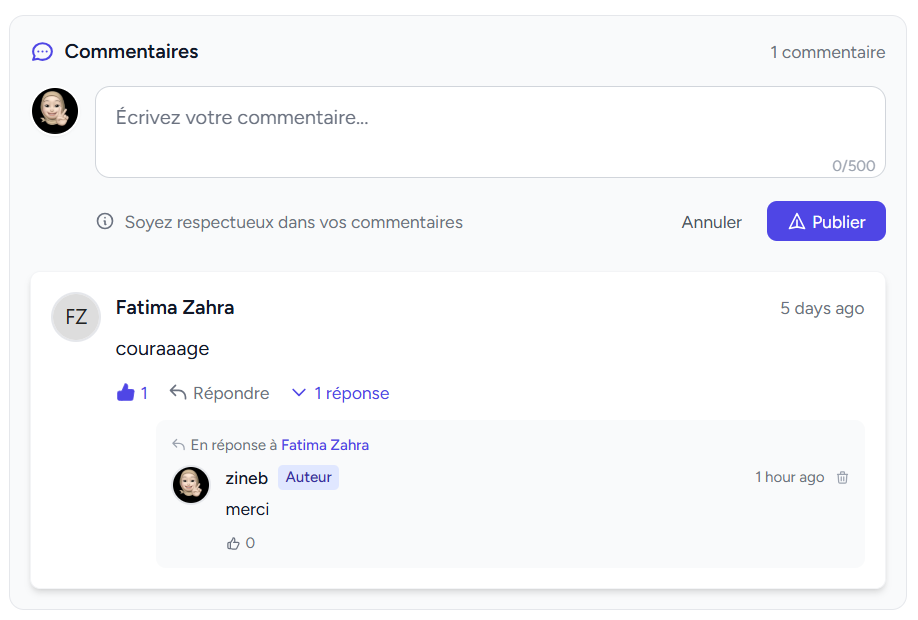 Commentaires
1 commentaire
Écrivez votre commentaire...
0/500
Soyez respectueux dans vos commentaires
Annuler
Publier
FZ
Fatima Zahra
5 days ago
couraaage
1
Répondre
1 réponse
En réponse à Fatima Zahra
zineb
Auteur
1 hour ago
merci
0